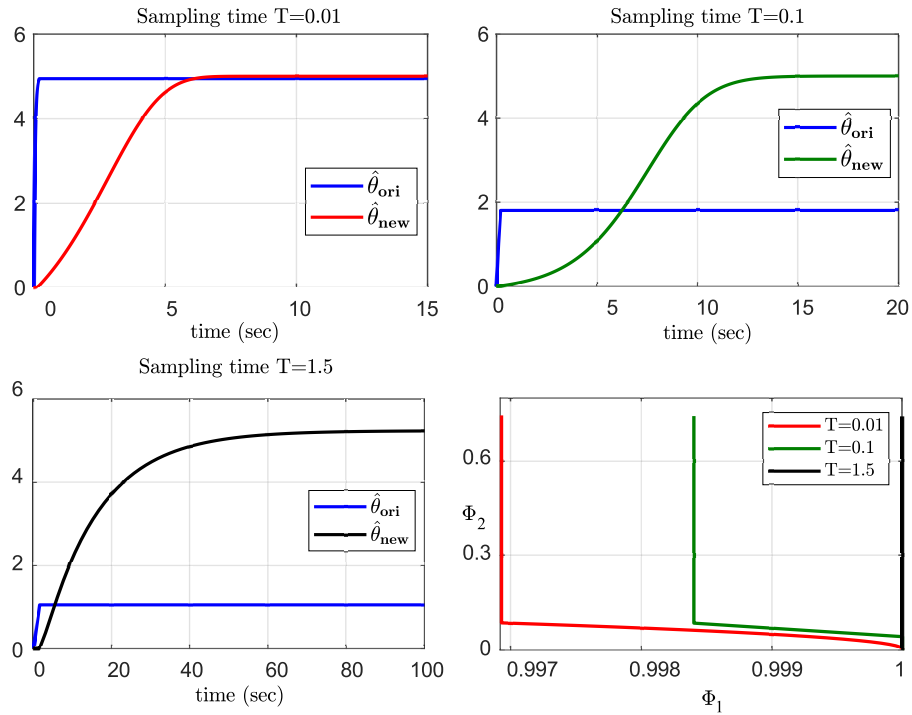 Sampling time T=0.01
6
4
2
0
θ̂ori
θ̂new
0 5 10 15
time (sec)
Sampling time T=0.1
6
4
2
0
θ̂ori
θ̂new
0 5 10 15 20
time (sec)
Sampling time T=1.5
6
4
2
0
θ̂ori
θ̂new
0 20 40 60 80 100
time (sec)
T=0.01
T=0.1
T=1.5
0.6
Φ2
0.3
0
0.997 0.998 0.999 1
Φ1